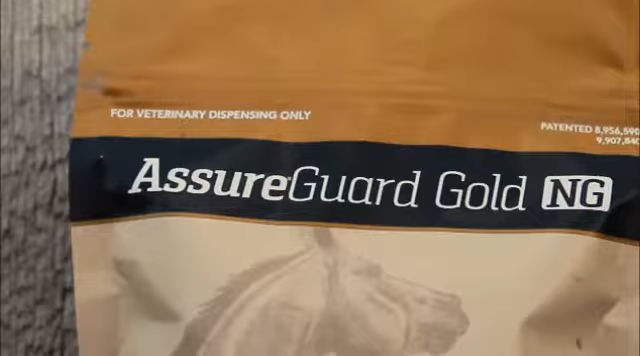 FOR VETERINARY DISPENSING ONLY
PATENTED 8,956,590
9,907,840
AssureGuard Gold NG